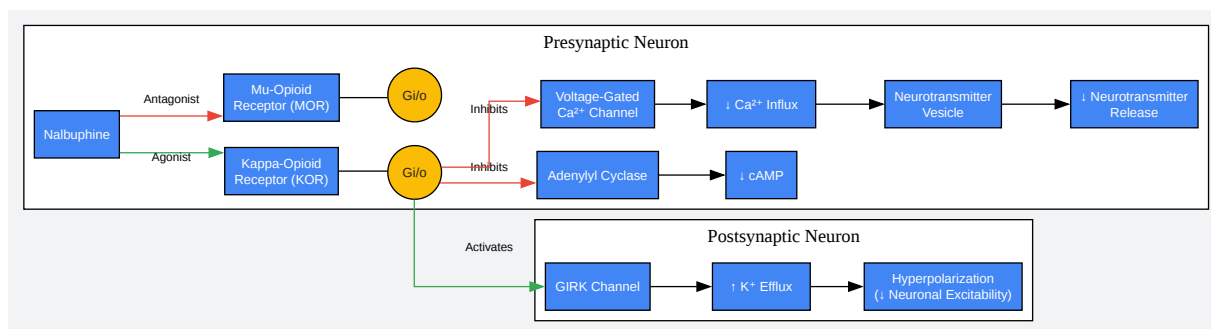 Presynaptic Neuron
Nalbuphine
Antagonist
Agonist
Mu-Opioid
Receptor (MOR)
Gi/o
Kappa-Opioid
Receptor (KOR)
Gi/o
Inhibits
Voltage-Gated
Ca²⁺ Channel
↓ Ca²⁺ Influx
Neurotransmitter
Vesicle
↓ Neurotransmitter
Release
Inhibits
Adenylyl Cyclase
↓ cAMP
Activates
Postsynaptic Neuron
GIRK Channel
↑ K⁺ Efflux
Hyperpolarization
(↓ Neuronal Excitability)